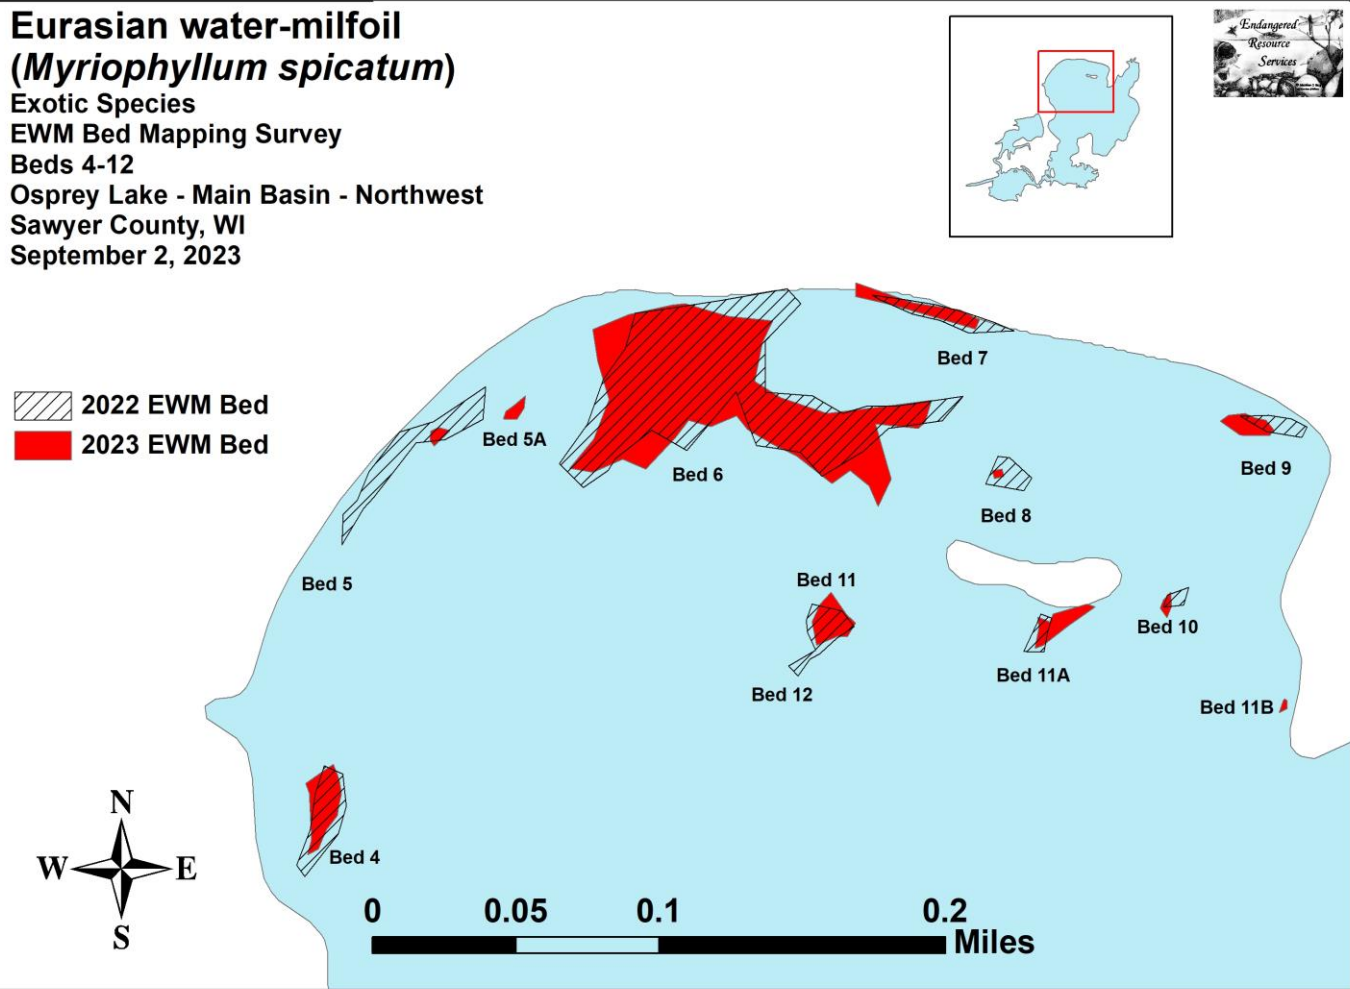 Eurasian water-milfoil
(Myriophyllum spicatum)
Exotic Species
EWM Bed Mapping Survey
Beds 4-12
Osprey Lake - Main Basin - Northwest
Sawyer County, WI
September 2, 2023
Endangered
Resource
Services
2022 EWM Bed
2023 EWM Bed
Bed 7
Bed 5A
Bed 6
Bed 9
Bed 8
Bed 5
Bed 11
Bed 10
Bed 11A
Bed 12
Bed 11B
Bed 4
N
W E
S
0 0.05 0.1 0.2
Miles